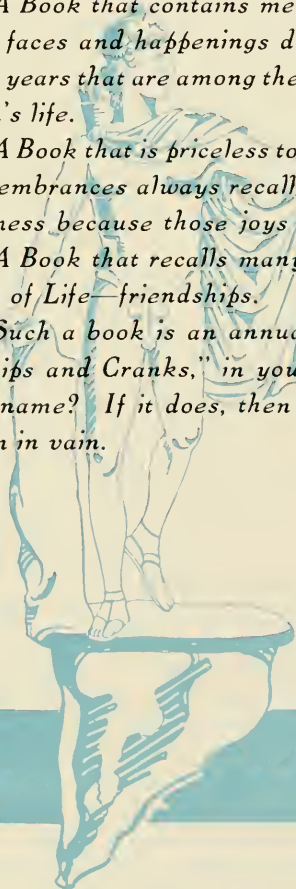 A Book that contains me
faces and happenings d
years that are among the
's life.
A Book that is priceless to
embrances always recall
ness because those joys
A Book that recalls many
of Life—friendships.
Such a book is an annua
ips and Cranks," in you
name? If it does, then
n in vain.